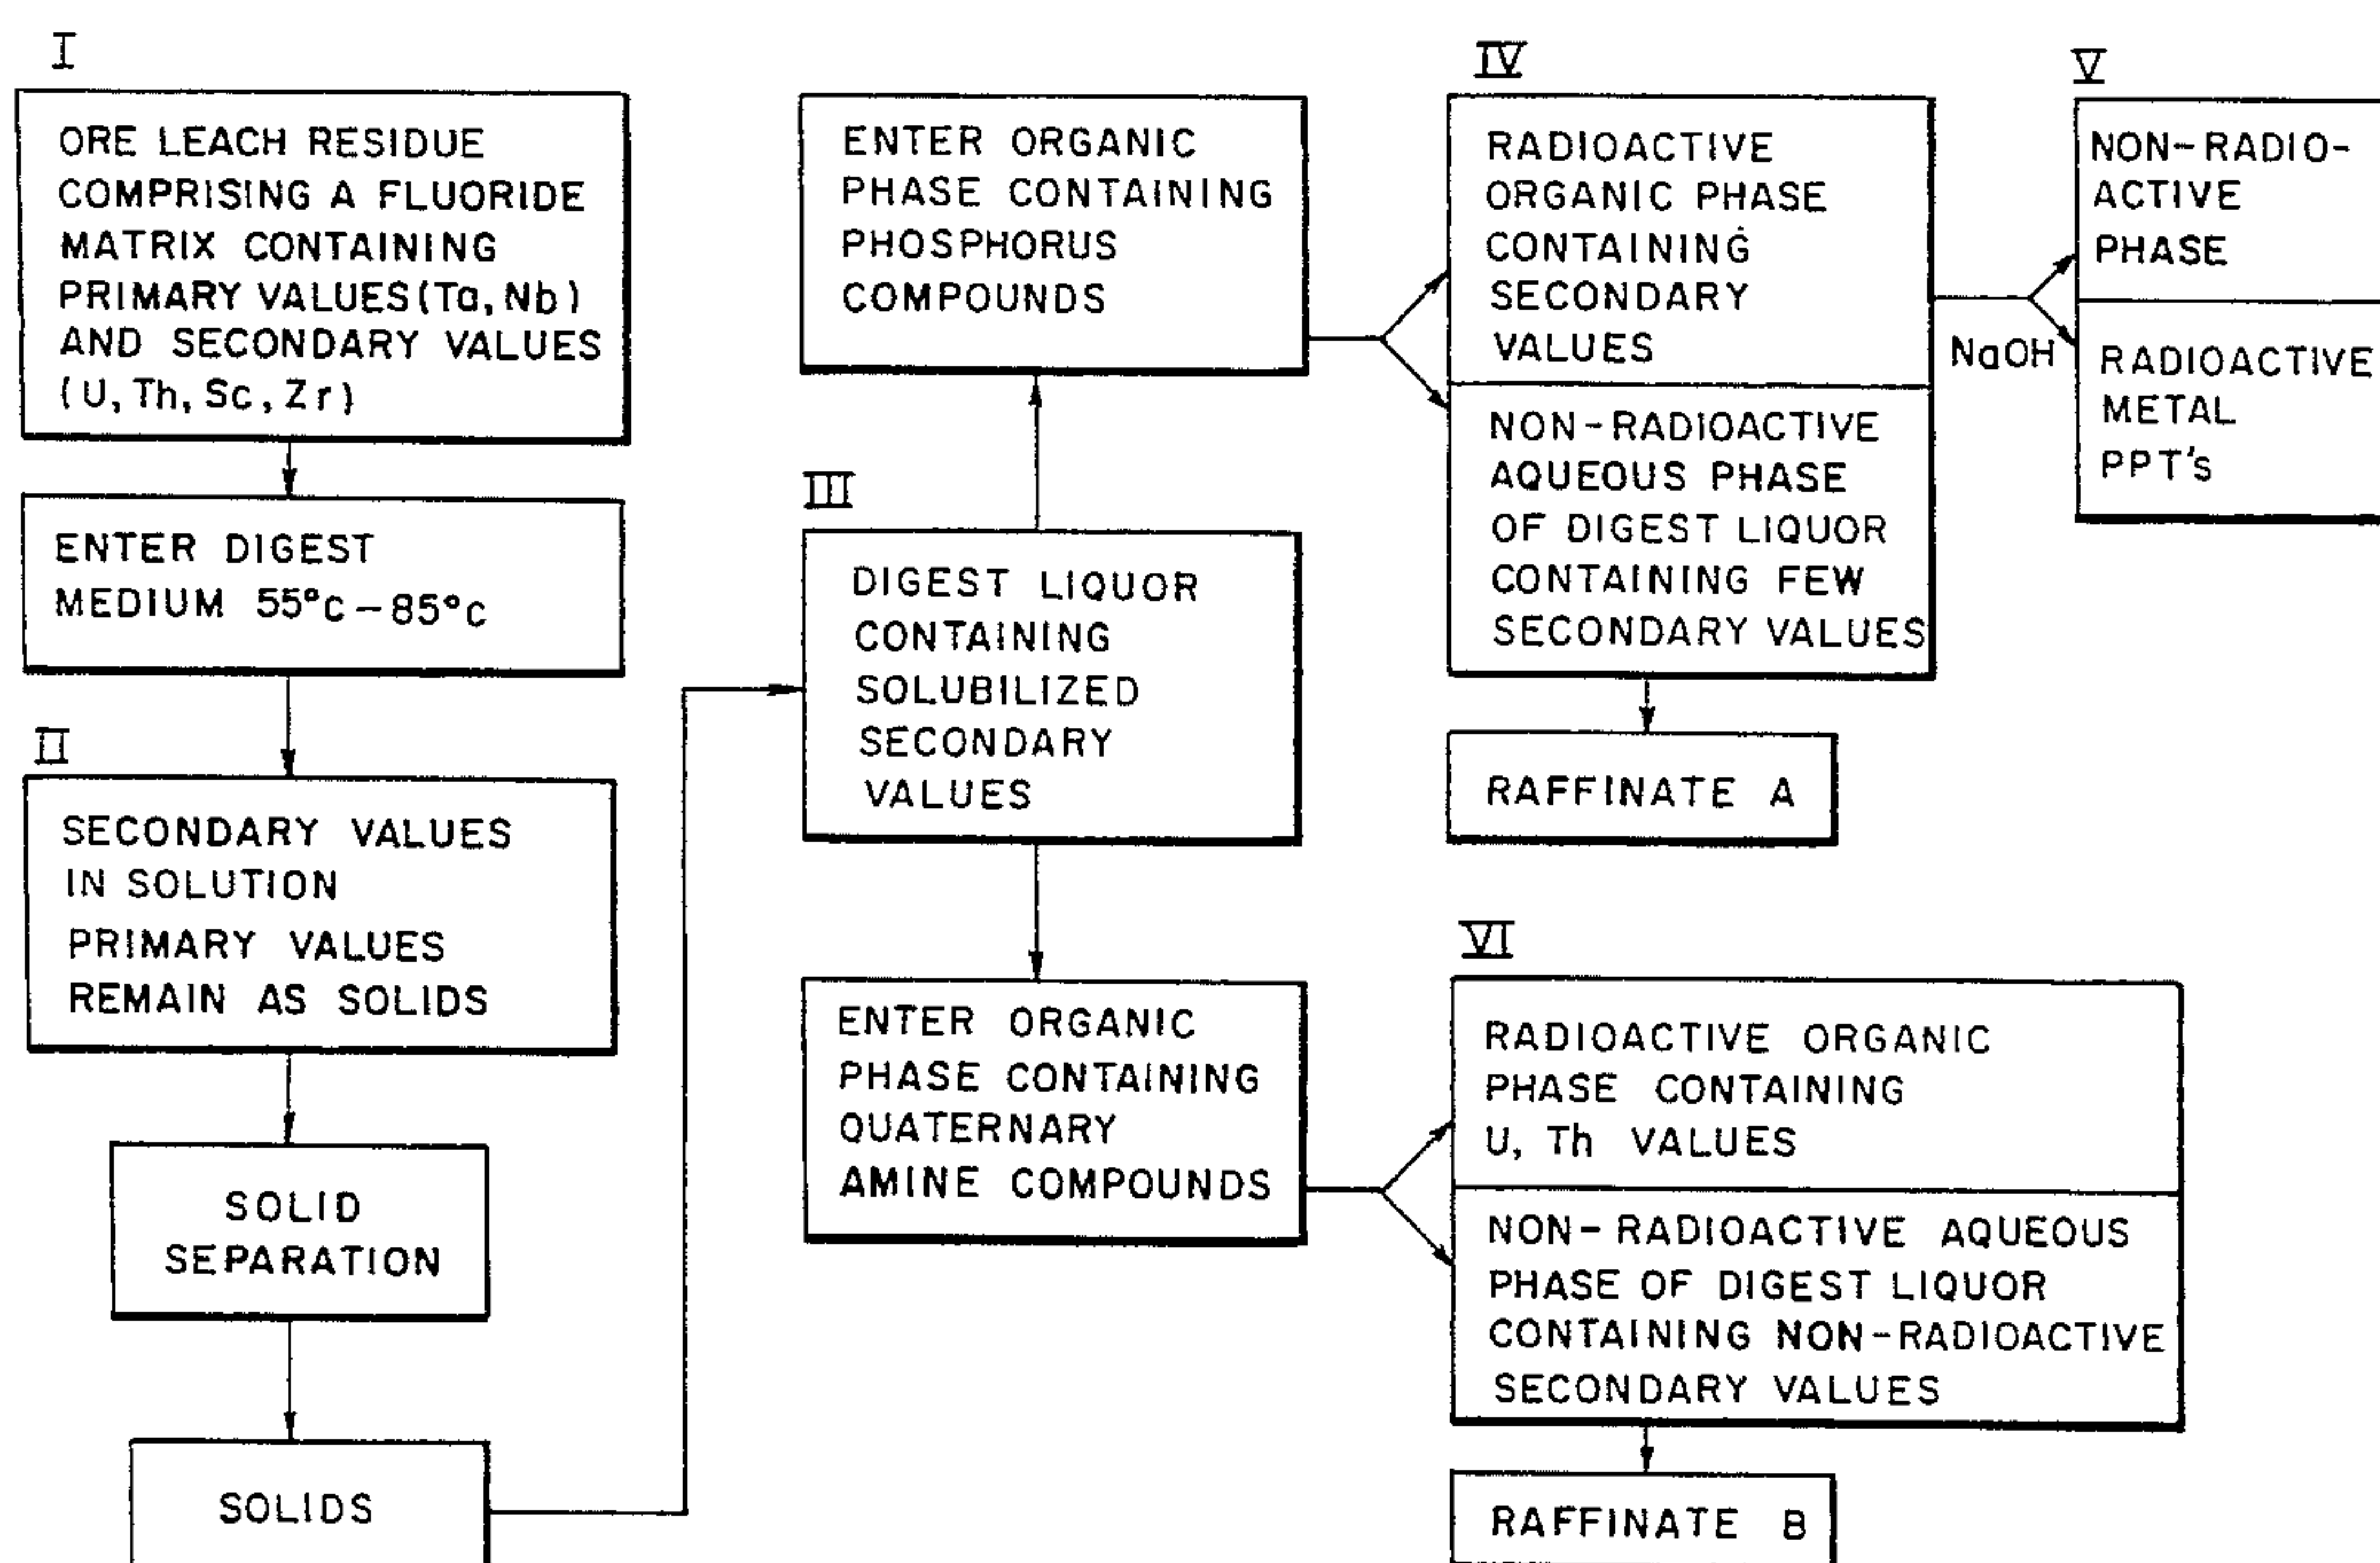 I
ORE LEACH RESIDUE
COMPRISING A FLUORIDE
MATRIX CONTAINING
PRIMARY VALUES (Ta, Nb)
AND SECONDARY VALUES
(U, Th, Sc, Zr)
ENTER DIGEST
MEDIUM 55°C – 85°C
II
SECONDARY VALUES
IN SOLUTION
PRIMARY VALUES
REMAIN AS SOLIDS
SOLID
SEPARATION
SOLIDS
ENTER ORGANIC
PHASE CONTAINING
PHOSPHORUS
COMPOUNDS
III
DIGEST LIQUOR
CONTAINING
SOLUBILIZED
SECONDARY
VALUES
ENTER ORGANIC
PHASE CONTAINING
QUATERNARY
AMINE COMPOUNDS
IV
RADIOACTIVE
ORGANIC PHASE
CONTAINING
SECONDARY
VALUES
NON-RADIOACTIVE
AQUEOUS PHASE
OF DIGEST LIQUOR
CONTAINING FEW
SECONDARY VALUES
RAFFINATE A
NaOH
V
NON-RADIO-
ACTIVE
PHASE
RADIOACTIVE
METAL
PPT's
VI
RADIOACTIVE ORGANIC
PHASE CONTAINING
U, Th VALUES
NON-RADIOACTIVE AQUEOUS
PHASE OF DIGEST LIQUOR
CONTAINING NON-RADIOACTIVE
SECONDARY VALUES
RAFFINATE B